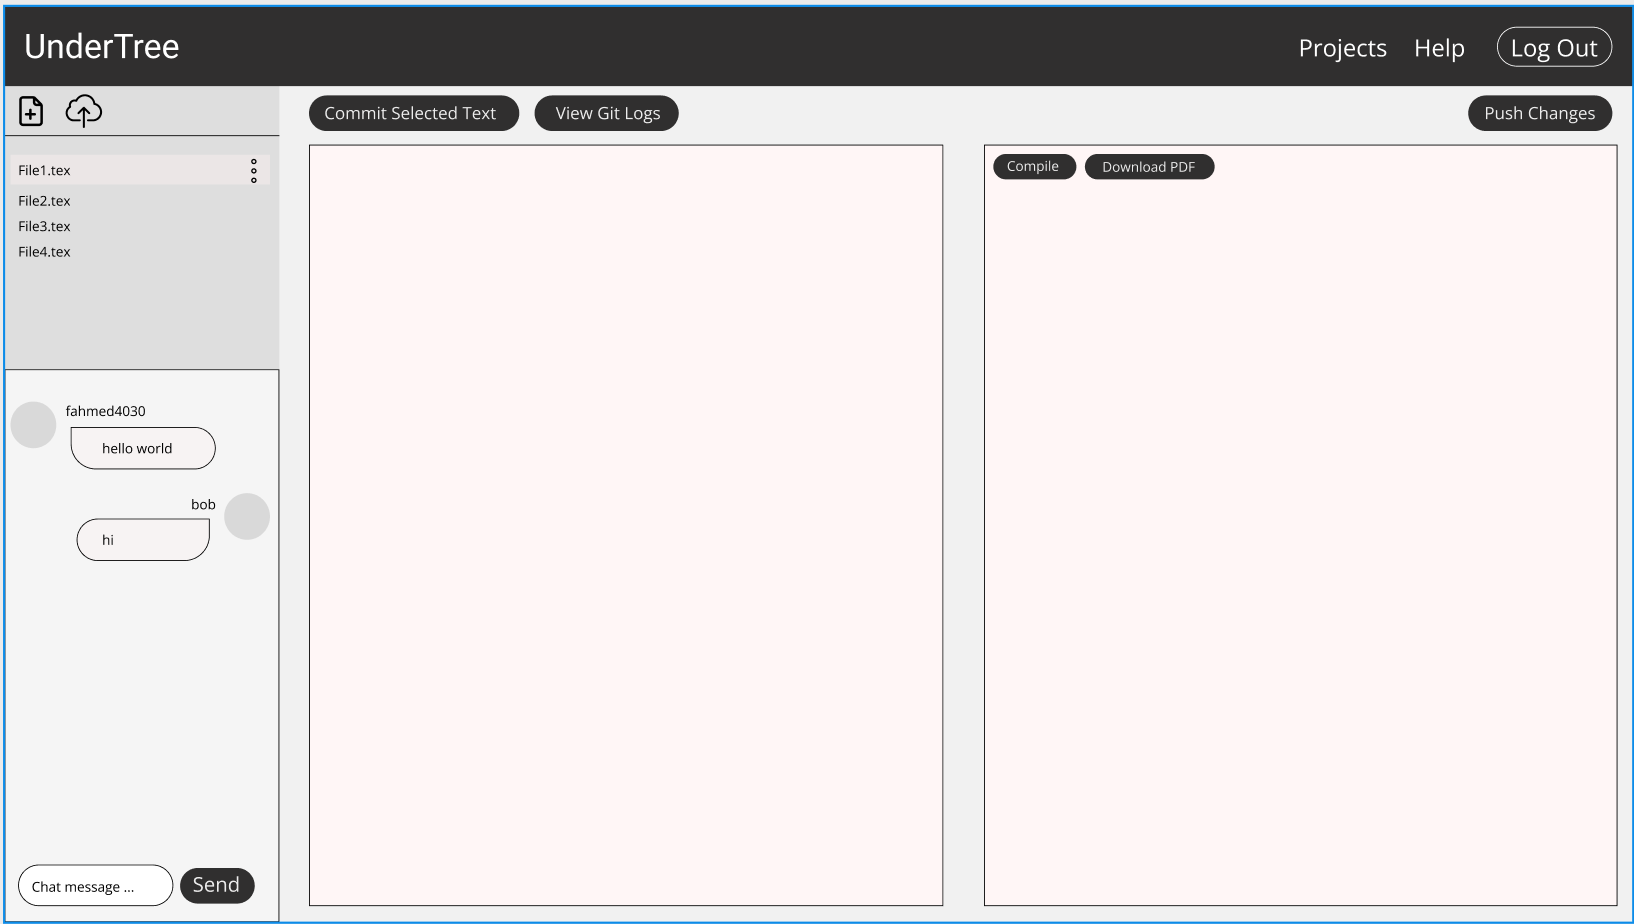 UnderTree
Projects
Help
Log Out
Commit Selected Text
View Git Logs
Push Changes
File1.tex
File2.tex
File3.tex
File4.tex
Compile
Download PDF
fahmed4030
hello world
bob
hi
Chat message ...
Send